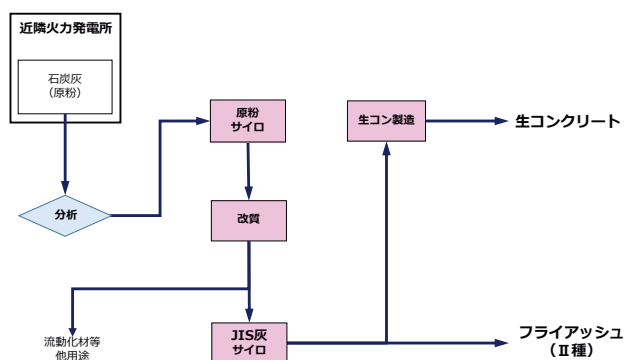 近隣火力発電所
石炭灰
（原粉）
分析
原粉
サイロ
改質
流動化材等
他用途
JIS灰
サイロ
生コン製造
生コンクリート
フライアッシュ
（Ⅱ種）